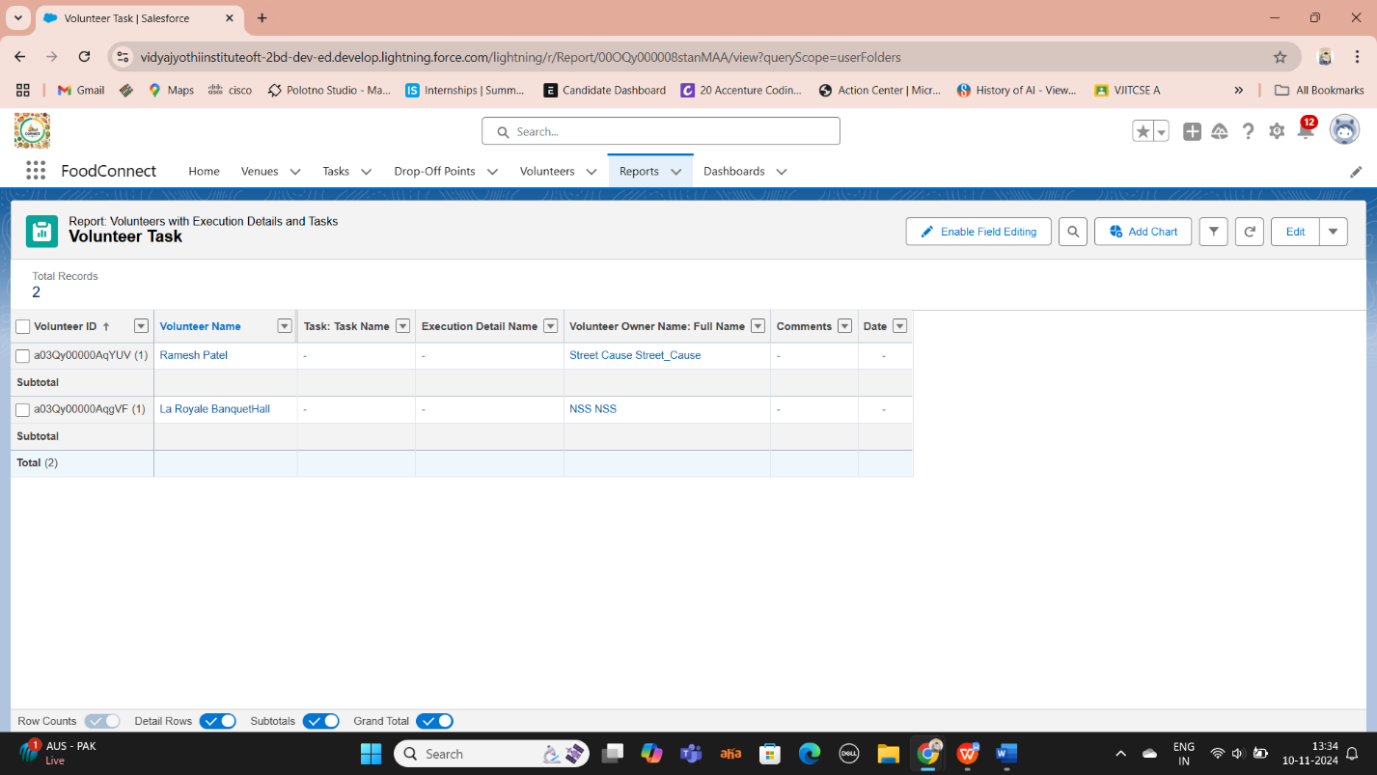 Volunteer Task | Salesforce
vidyajyothiinstituteoft-2bd-dev-ed.develop.lightning.force.com/lightning/r/Report/00OQy000008stanMAA/view?queryScope=userFolders
Gmail Maps cisco Polotno Studio - Ma... Internships | Summ... Candidate Dashboard 20 Accenture Codin... Action Center | Micr... History of AI - View... VJITCSE A » All Bookmarks
Search... 12
FoodConnect Home Venues Tasks Drop-Off Points Volunteers Reports Dashboards
Report: Volunteers with Execution Details and Tasks
Volunteer Task
Enable Field Editing Add Chart Edit
Total Records
2
Volunteer ID ↑ Volunteer Name Task: Task Name Execution Detail Name Volunteer Owner Name: Full Name Comments Date
a03Qy00000AqYUV (1) Ramesh Patel - - Street Cause Street_Cause - -
Subtotal
a03Qy00000AqgVF (1) La Royale BanquetHall - - NSS NSS - -
Subtotal
Total (2)
Row Counts Detail Rows Subtotals Grand Total
1 AUS - PAK
Live
Search
aha
DELL
ENG
IN
13:34
10-11-2024